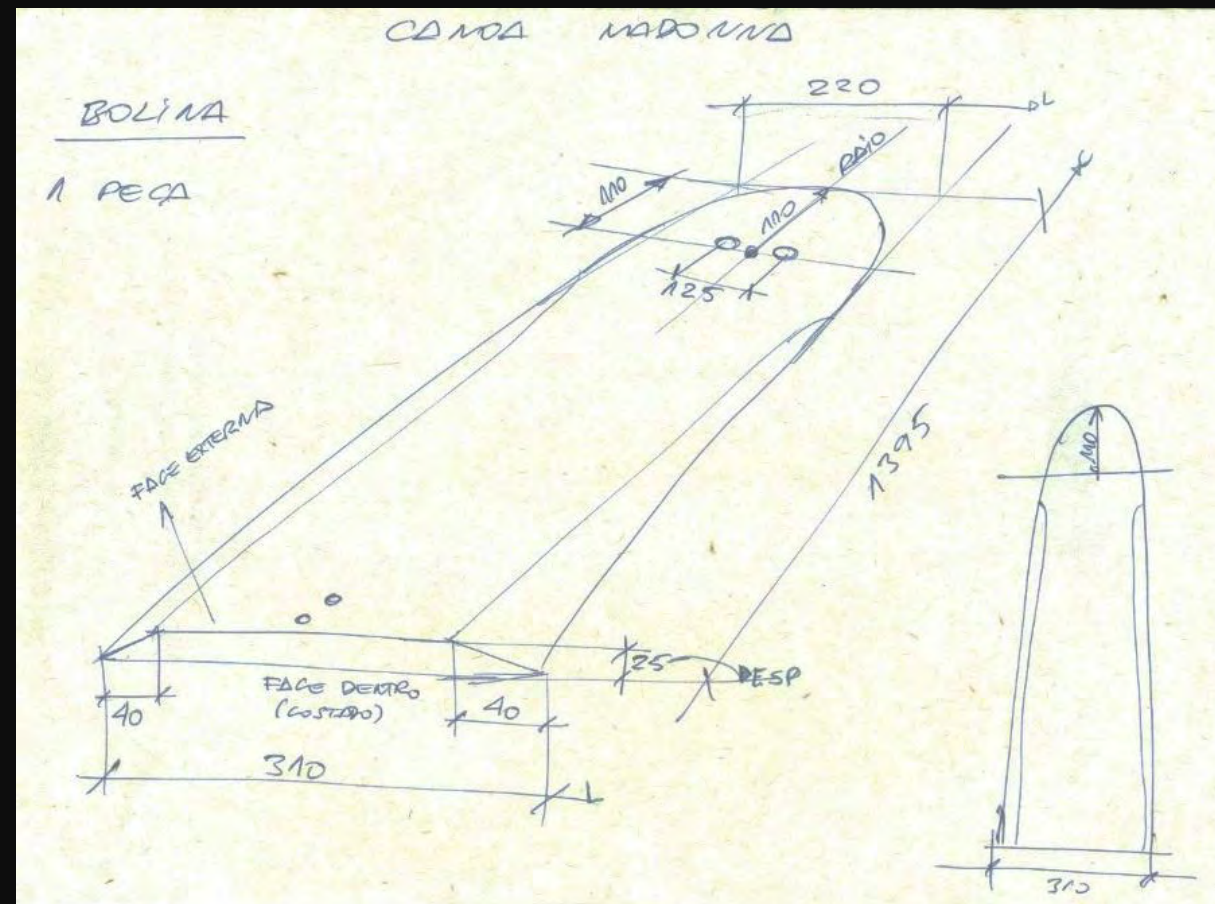 CANOA MADONNA
BOLINA
1 PEÇA
220
L
110
RAIO
110
C
125
1395
FACE EXTERNA
110
25
ESP
FACE DENTRO
(COSTADO)
40
40
310
L
310